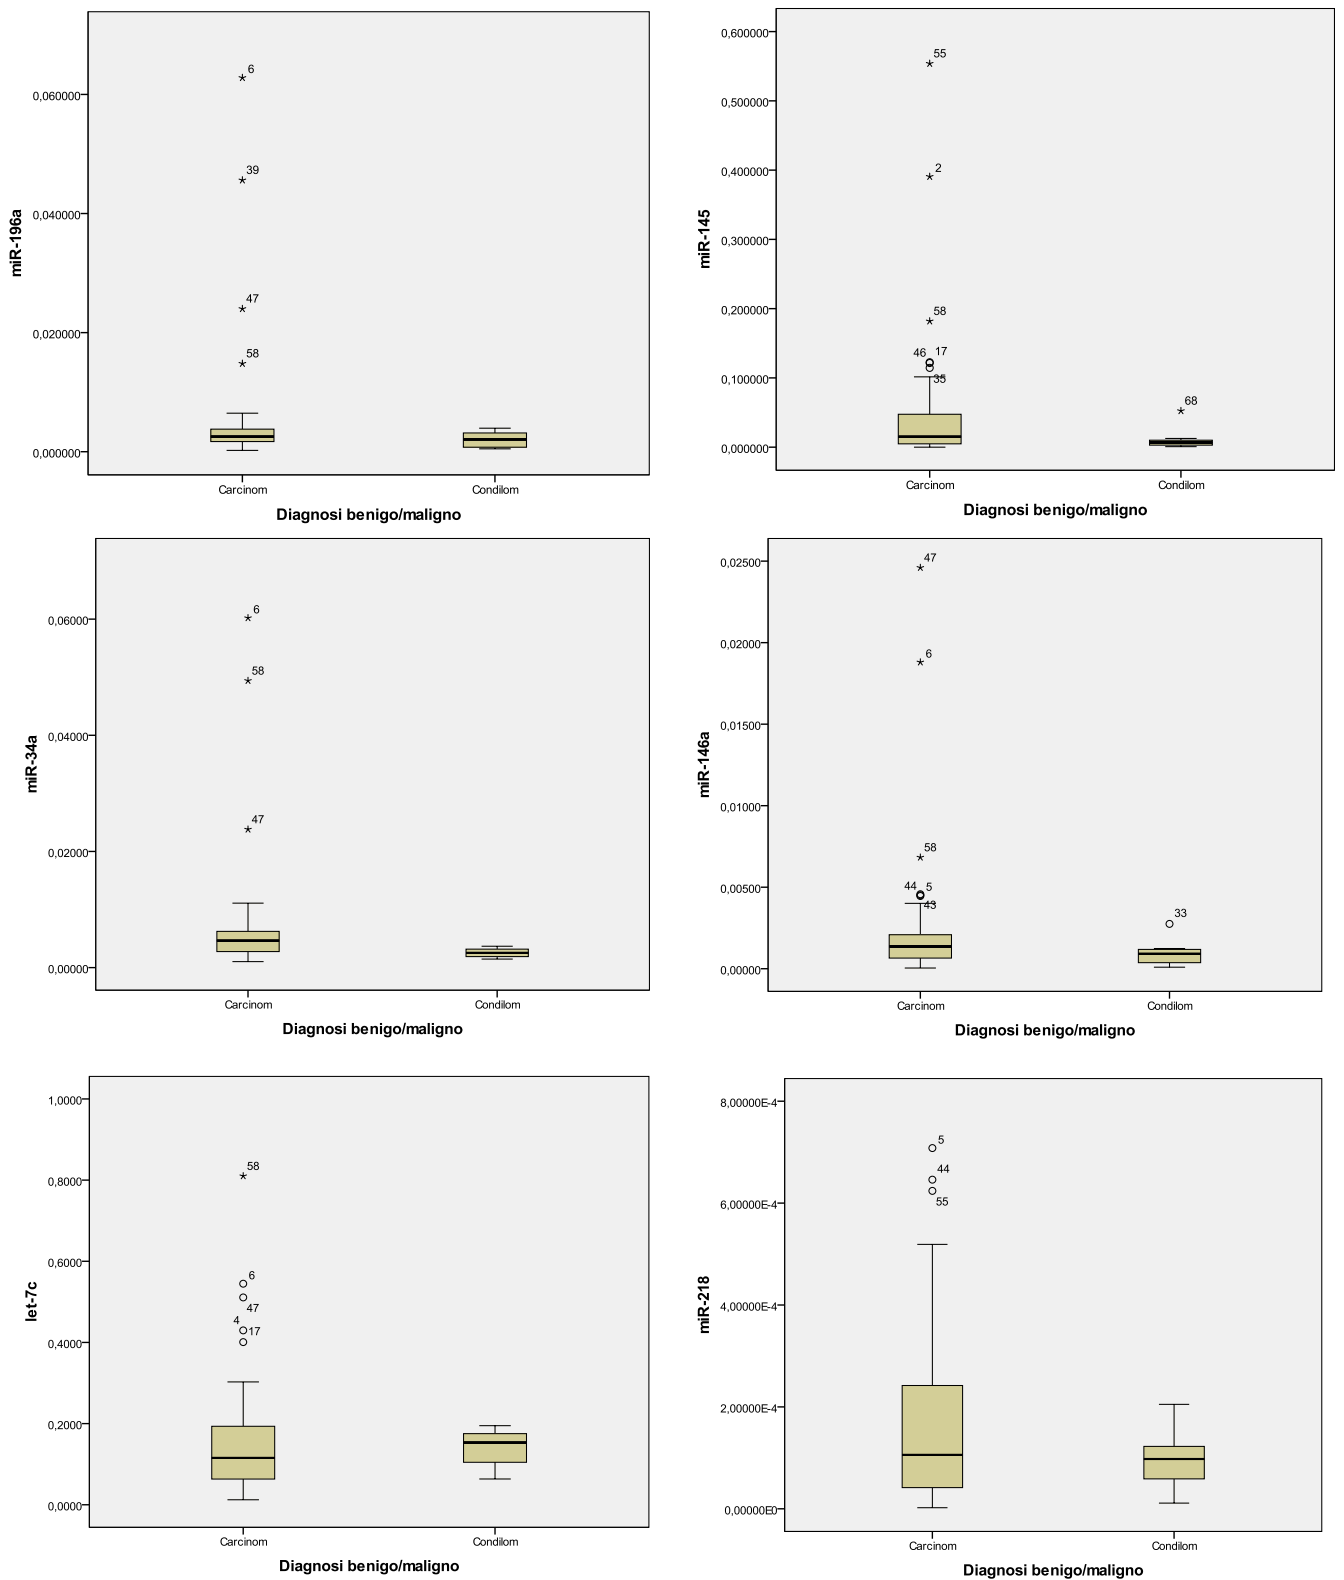 6
0,060000
39
0,040000
miR-196a
47
0,020000
58
0,000000
Carcinom
Condilom
Diagnosi benigo/maligno
0,600000
55
0,500000
2
0,400000
miR-145
0,300000
58
0,200000
46
17
35
0,100000
68
0,000000
Carcinom
Condilom
Diagnosi benigo/maligno
6
0,06000
58
0,04000
miR-34a
47
0,02000
0,00000
Carcinom
Condilom
Diagnosi benigo/maligno
47
0,02500
6
0,02000
0,01500
miR-146a
0,01000
58
44
5
43
0,00500
33
0,00000
Carcinom
Condilom
Diagnosi benigo/maligno
1,0000
58
0,8000
6
0,6000
47
let-7c
4
17
0,4000
0,2000
0,0000
Carcinom
Condilom
Diagnosi benigo/maligno
8,00000E-4
5
44
55
6,00000E-4
miR-218
4,00000E-4
2,00000E-4
0,00000E0
Carcinom
Condilom
Diagnosi benigo/maligno